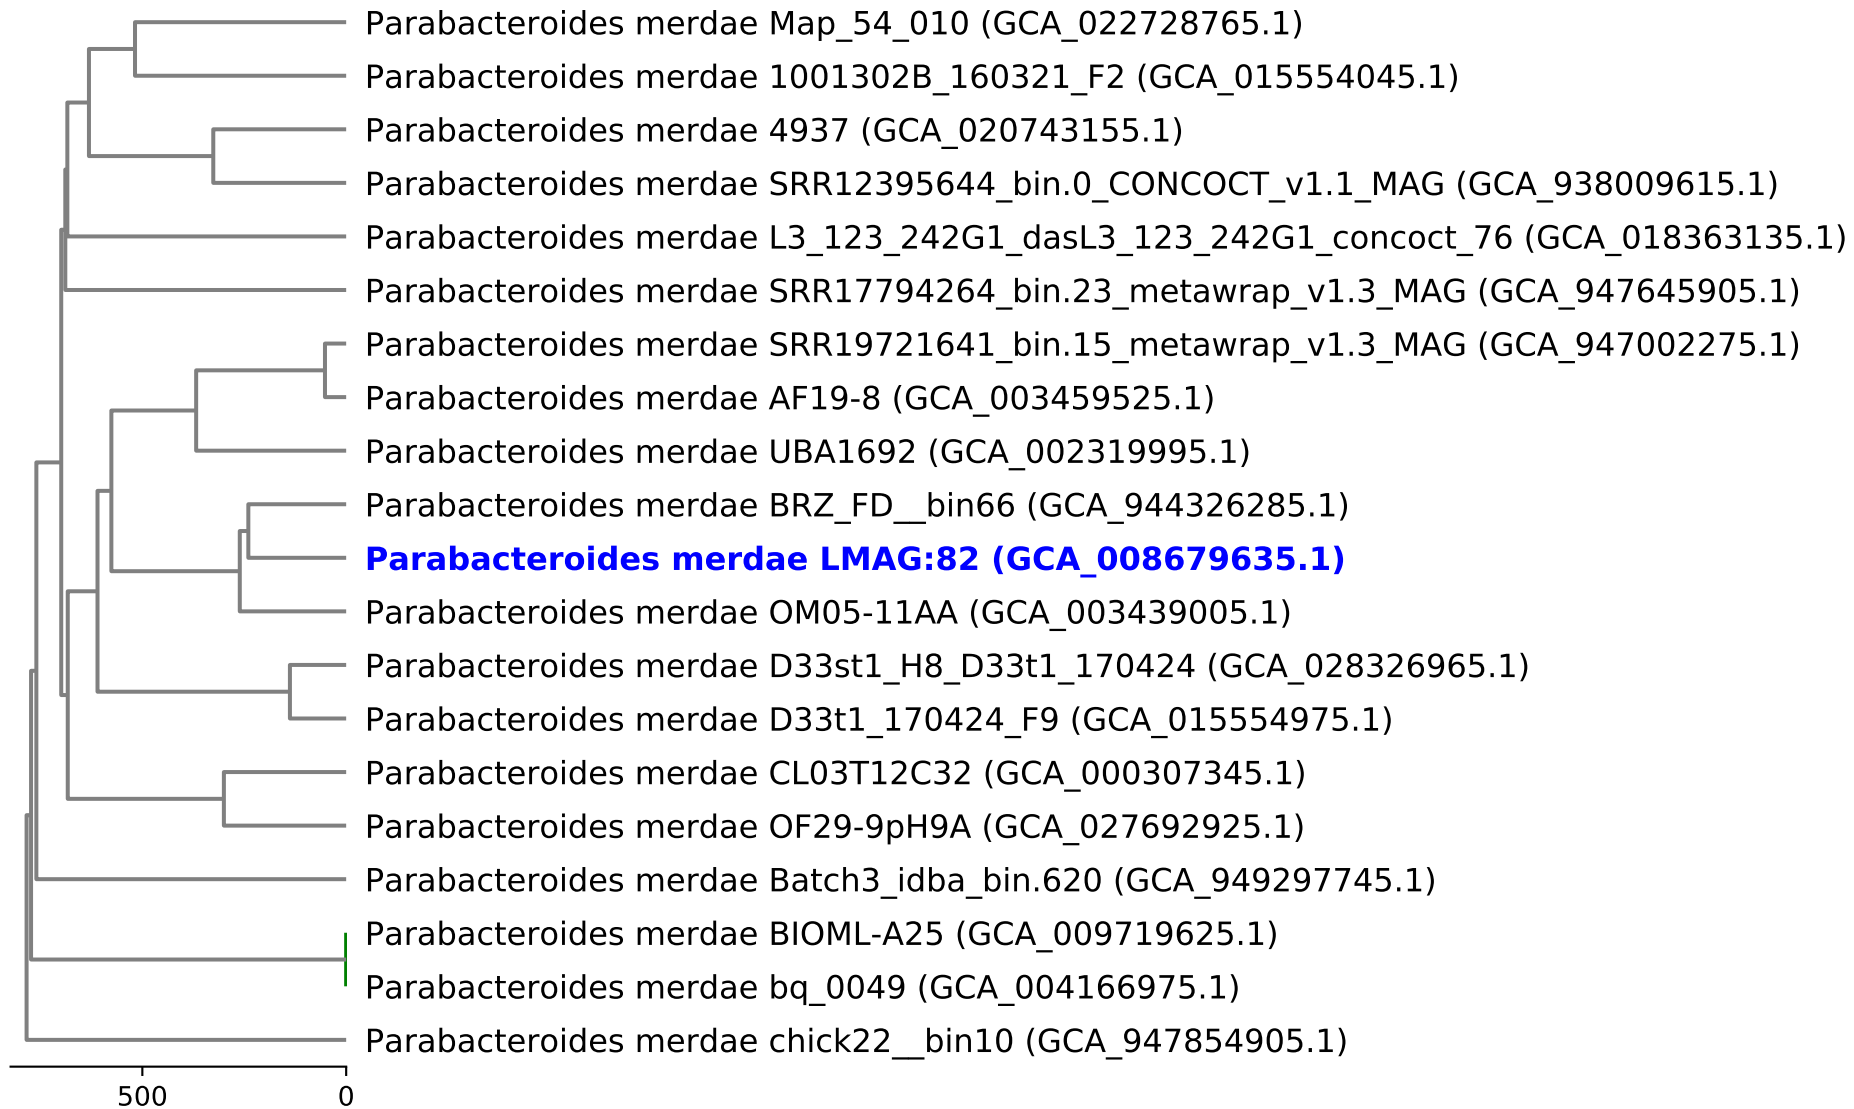 Parabacteroides merdae Map_54_010 (GCA_022728765.1)
Parabacteroides merdae 1001302B_160321_F2 (GCA_015554045.1)
Parabacteroides merdae 4937 (GCA_020743155.1)
Parabacteroides merdae SRR12395644_bin.0_CONCOCT_v1.1_MAG (GCA_938009615.1)
Parabacteroides merdae L3_123_242G1_dasL3_123_242G1_concoct_76 (GCA_018363135.1)
Parabacteroides merdae SRR17794264_bin.23_metawrap_v1.3_MAG (GCA_947645905.1)
Parabacteroides merdae SRR19721641_bin.15_metawrap_v1.3_MAG (GCA_947002275.1)
Parabacteroides merdae AF19-8 (GCA_003459525.1)
Parabacteroides merdae UBA1692 (GCA_002319995.1)
Parabacteroides merdae BRZ_FD__bin66 (GCA_944326285.1)
Parabacteroides merdae LMAG:82 (GCA_008679635.1)
Parabacteroides merdae OM05-11AA (GCA_003439005.1)
Parabacteroides merdae D33st1_H8_D33t1_170424 (GCA_028326965.1)
Parabacteroides merdae D33t1_170424_F9 (GCA_015554975.1)
Parabacteroides merdae CL03T12C32 (GCA_000307345.1)
Parabacteroides merdae OF29-9pH9A (GCA_027692925.1)
Parabacteroides merdae Batch3_idba_bin.620 (GCA_949297745.1)
Parabacteroides merdae BIOML-A25 (GCA_009719625.1)
Parabacteroides merdae bq_0049 (GCA_004166975.1)
Parabacteroides merdae chick22__bin10 (GCA_947854905.1)
500 0